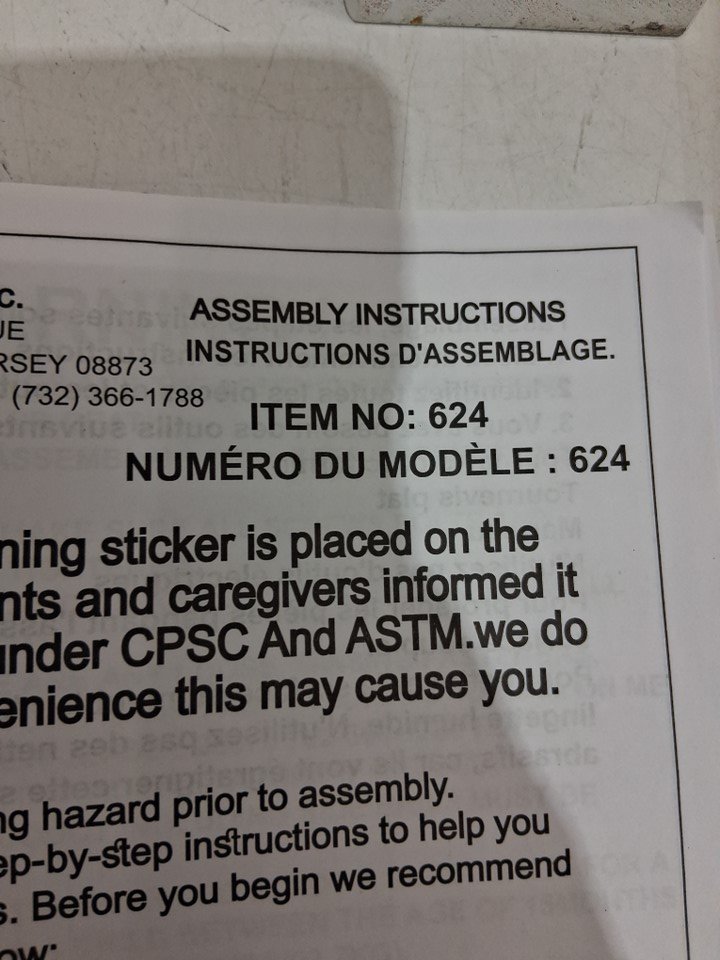 C.
UE
RSEY 08873
(732) 366-1788
ASSEMBLY INSTRUCTIONS
INSTRUCTIONS D'ASSEMBLAGE.
ITEM NO: 624
NUMÉRO DU MODÈLE : 624
ning sticker is placed on the
nts and caregivers informed it
under CPSC And ASTM.we do
enience this may cause you.
ng hazard prior to assembly.
ep-by-step instructions to help you
s. Before you begin we recommend
ow: